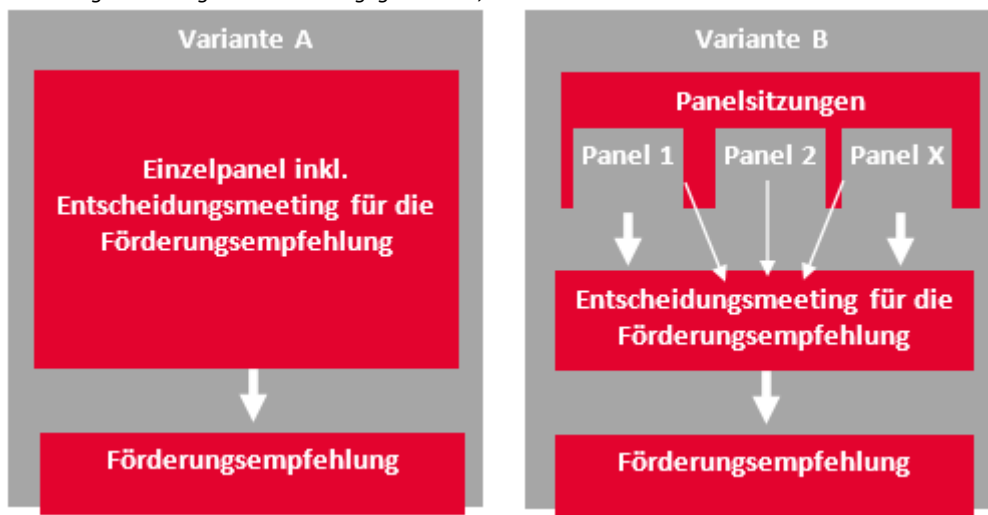 Variante A
Einzelpanel inkl.
Entscheidungsmeeting für die
Förderungsempfehlung
Förderungsempfehlung
Variante B
Panelsitzungen
Panel 1
Panel 2
Panel X
Entscheidungsmeeting für die
Förderungsempfehlung
Förderungsempfehlung